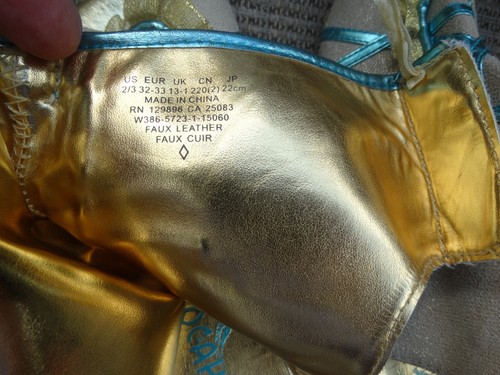 US EUR UK CN JP
2/3 32-33 13-1 220(2) 22cm
MADE IN CHINA
RN 129896 CA 25083
W386-5723-1-15060
FAUX LEATHER
FAUX CUIR
OCAH